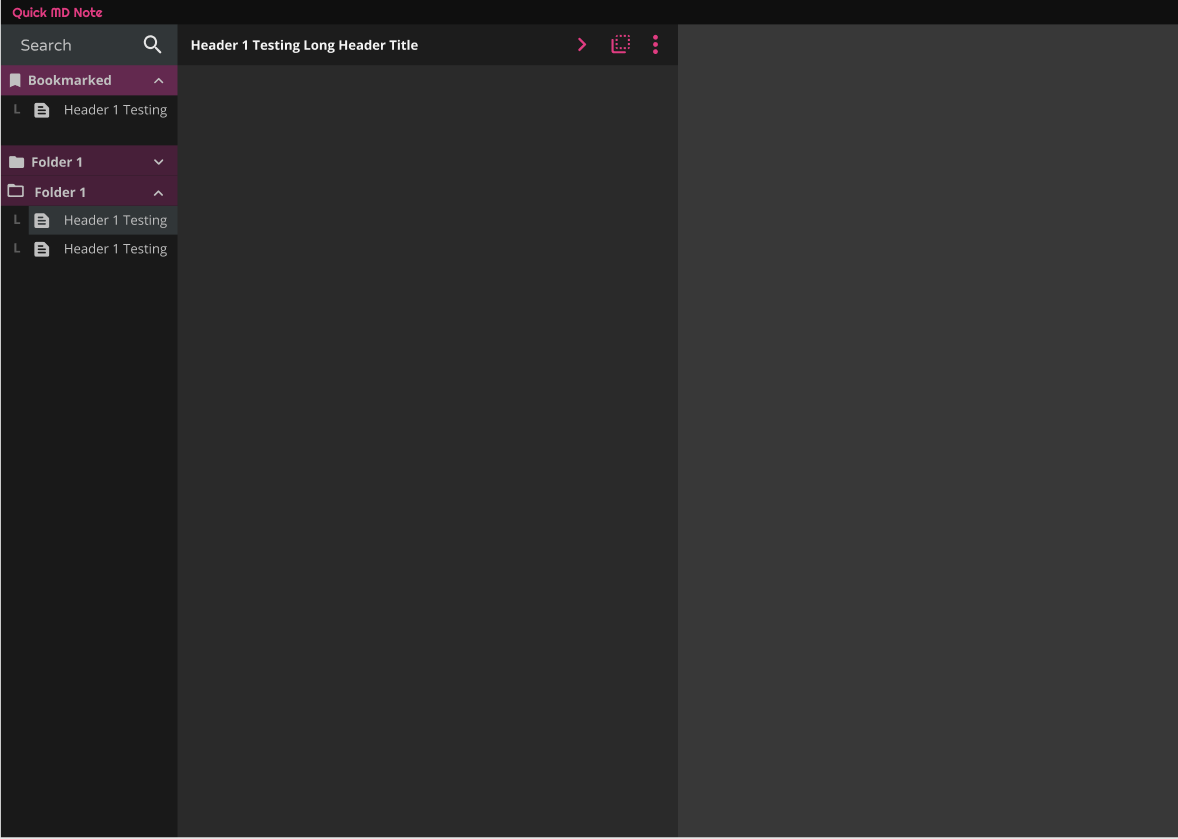 Quick MD Note
Search
Header 1 Testing Long Header Title
Bookmarked
L Header 1 Testing
Folder 1
Folder 1
L Header 1 Testing
L Header 1 Testing